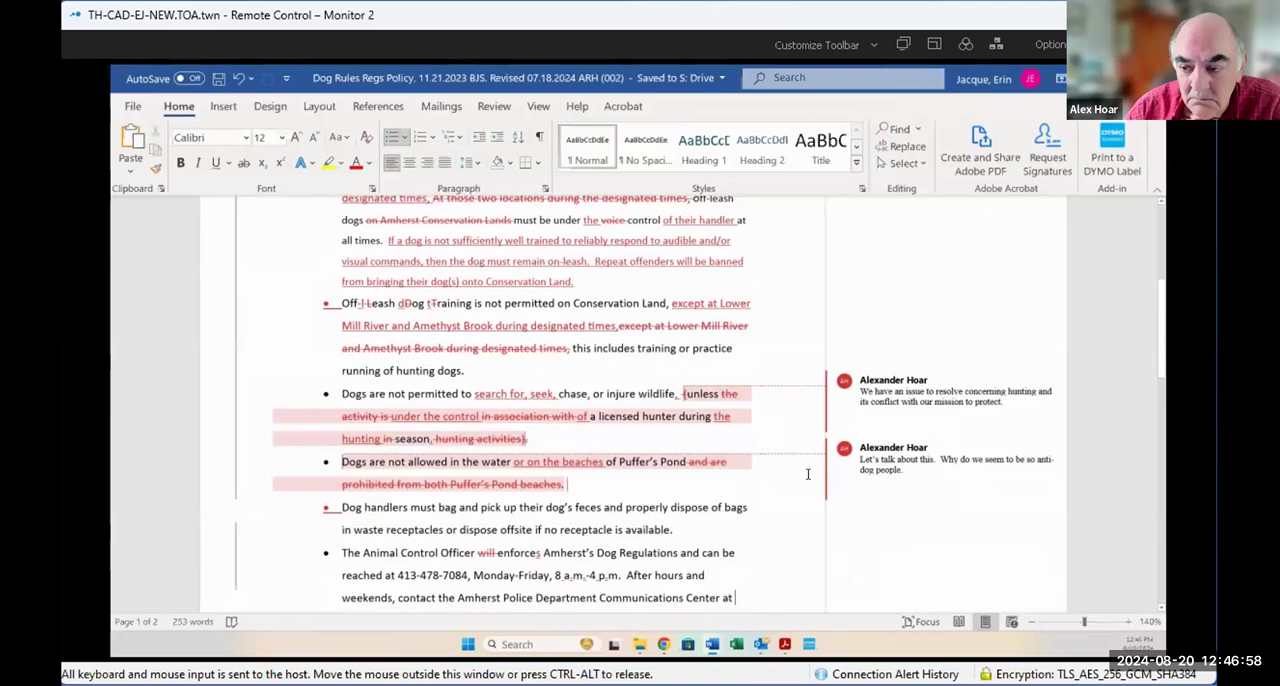 TH-CAD-EJ-NEW.TOA.twn - Remote Control – Monitor 2
Customize Toolbar
Option
Alex Hoar
AutoSave Off
Dog Rules Regs Policy. 11.21.2023 BJS. Revised 07.18.2024 ARH (002) - Saved to S: Drive
Search
Jacque, Erin JE
File Home Insert Design Layout References Mailings Review View Help Acrobat
Calibri 12
Paste
AaBbCcDdEe AaBbCcDdEe AaBbCcC AaBbCcDdI AaBbC
¶ Normal ¶ No Spaci... Heading 1 Heading 2 Title
Find
Replace
Select
Create and Share Adobe PDF
Request Signatures
DYMO
Print to a DYMO Label
Clipboard Font Paragraph Styles Editing Adobe Acrobat Add-in
designated times, At those two locations during the designated times, off-leash
dogs on Amherst Conservation Lands must be under the voice control of their handler at
all times. If a dog is not sufficiently well trained to reliably respond to audible and/or
visual commands, then the dog must remain on-leash. Repeat offenders will be banned
from bringing their dog(s) onto Conservation Land.
• Off-l Leash dDog tTraining is not permitted on Conservation Land, except at Lower
Mill River and Amethyst Brook during designated times,except at Lower Mill River
and Amethyst Brook during designated times, this includes training or practice
running of hunting dogs.
• Dogs are not permitted to search for, seek, chase, or injure wildlife, (unless the
activity is under the control in association with of a licensed hunter during the
hunting in season, hunting activities).
• Dogs are not allowed in the water or on the beaches of Puffer's Pond and are
prohibited from both Puffer's Pond beaches.
• Dog handlers must bag and pick up their dog's feces and properly dispose of bags
in waste receptacles or dispose offsite if no receptacle is available.
• The Animal Control Officer will enforces Amherst's Dog Regulations and can be
reached at 413-478-7084, Monday-Friday, 8 a.m.-4 p.m. After hours and
weekends, contact the Amherst Police Department Communications Center at
AH Alexander Hoar
We have an issue to resolve concerning hunting and
its conflict with our mission to protect.
AH Alexander Hoar
Let's talk about this. Why do we seem to be so anti-
dog people.
Page 1 of 2 253 words
Focus
140%
Search
12:46 PM
2024-08-20 12:46:58
All keyboard and mouse input is sent to the host. Move the mouse outside this window or press CTRL-ALT to release.
Connection Alert History
Encryption: TLS_AES_256_GCM_SHA384